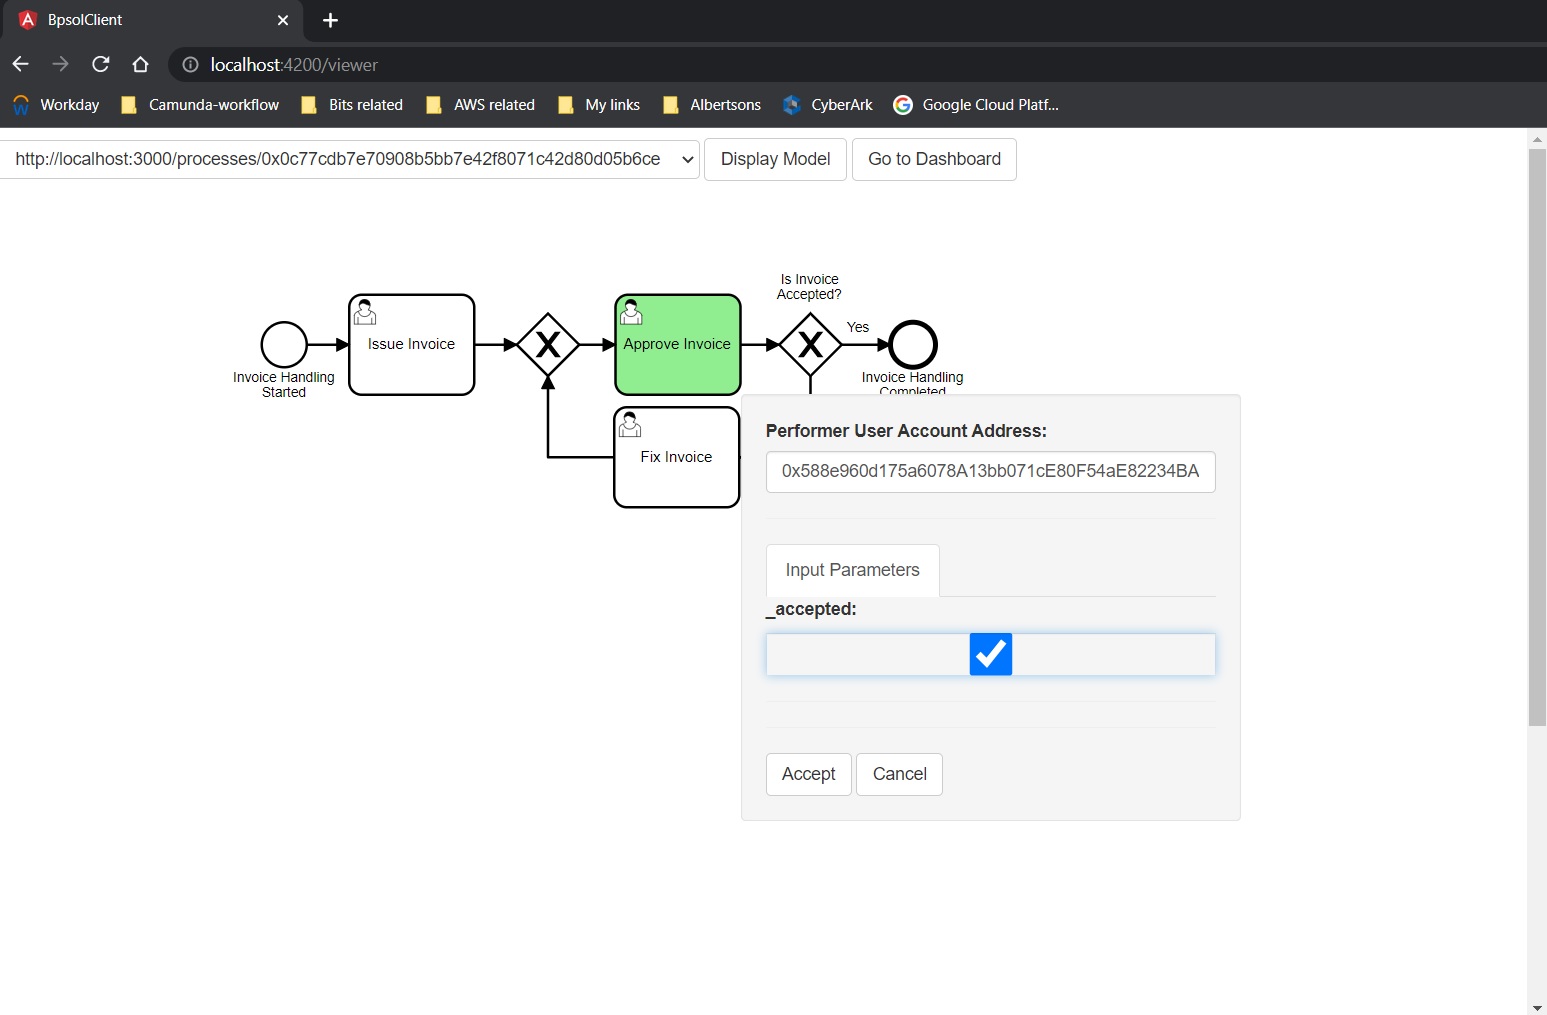 BpsolClient
localhost:4200/viewer
Workday Camunda-workflow Bits related AWS related My links Albertsons CyberArk Google Cloud Platf...
http://localhost:3000/processes/0x0c77cdb7e70908b5bb7e42f8071c42d80d05b6ce Display Model Go to Dashboard
Is Invoice
Accepted?
Yes
Issue Invoice
Approve Invoice
Invoice Handling
Started
Invoice Handling
Completed
Fix Invoice
Performer User Account Address:
0x588e960d175a6078A13bb071cE80F54aE82234BA
Input Parameters
_accepted:
Accept Cancel